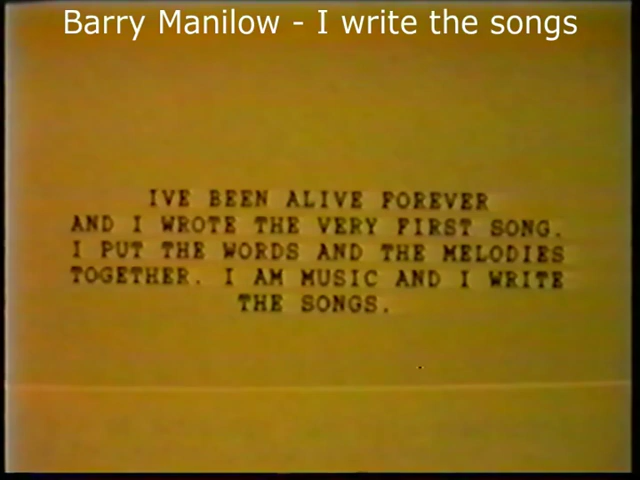 Barry Manilow - I write the songs
IVE BEEN ALIVE FOREVER
AND I WROTE THE VERY FIRST SONG.
I PUT THE WORDS AND THE MELODIES
TOGETHER. I AM MUSIC AND I WRITE
THE SONGS.